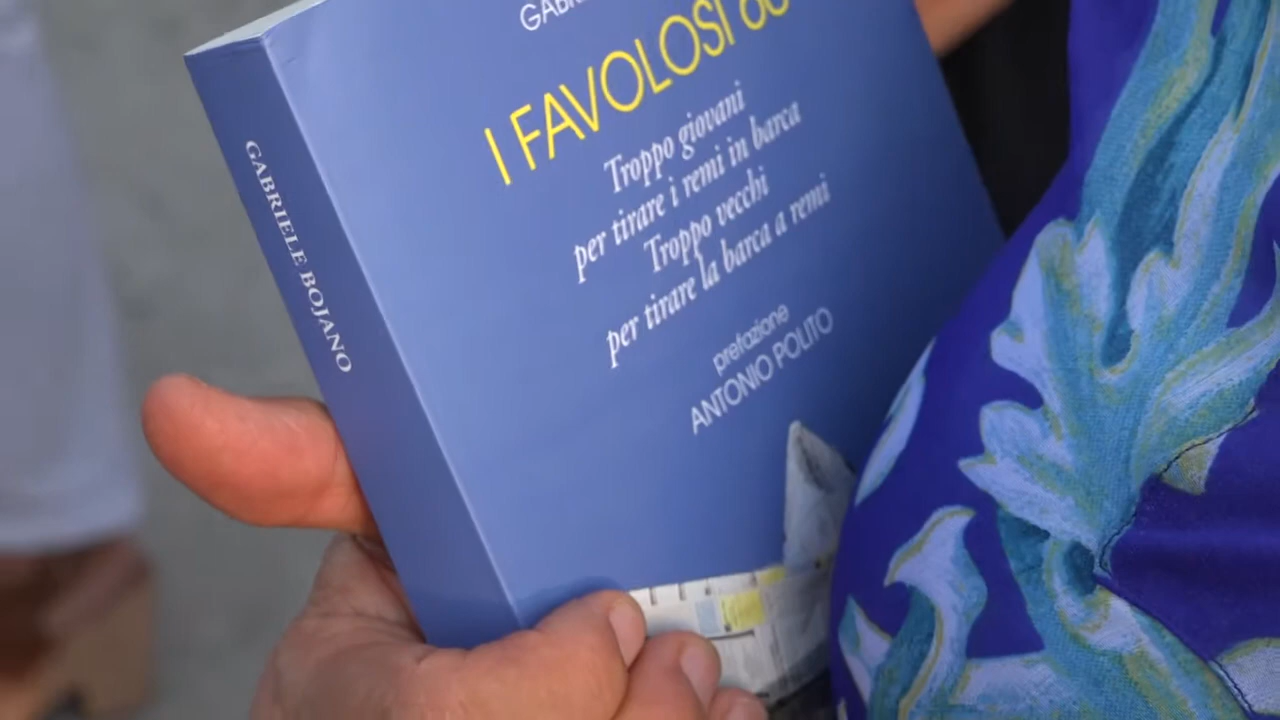 I FAVOLOSI
Troppo giovani
per tirare i remi in barca
Troppo vecchi
per tirare la barca a remi
prefazione
ANTONIO POLITO
GABRIELE BOJANO